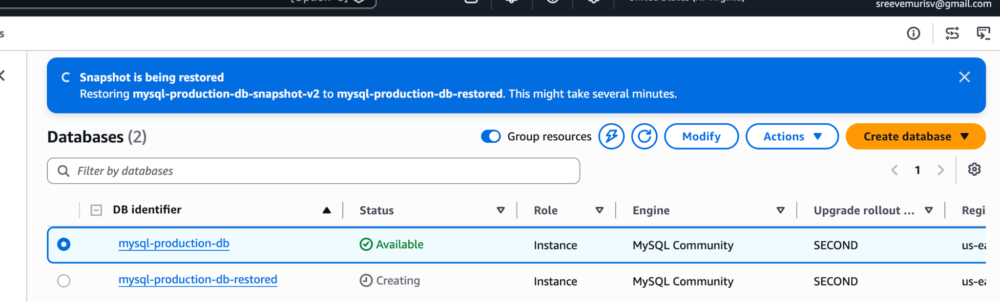 sreevemurisv@gmail.com
s
Snapshot is being restored
Restoring mysql-production-db-snapshot-v2 to mysql-production-db-restored. This might take several minutes.
Databases (2)
Group resources
Modify
Actions
Create database
Filter by databases
1
DB identifier
Status
Role
Engine
Upgrade rollout ...
Regi
mysql-production-db
Available
Instance
MySQL Community
SECOND
us-ea
mysql-production-db-restored
Creating
Instance
MySQL Community
SECOND
us-ea